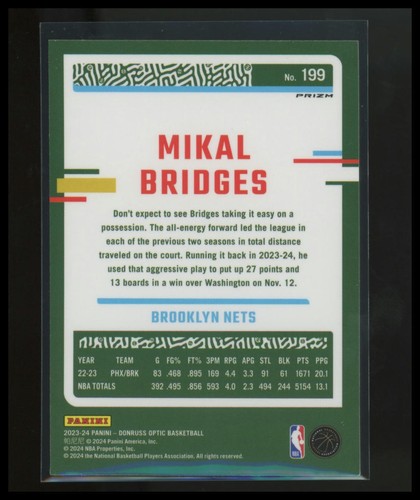 No. 199
PRIZM
MIKAL
BRIDGES
Don't expect to see Bridges taking it easy on a
possession. The all-energy forward led the league in
each of the previous two seasons in total distance
traveled on the court. Running it back in 2023-24, he
used that aggressive play to put up 27 points and
13 boards in a win over Washington on Nov. 12.
BROOKLYN NETS
YEAR TEAM G FG% FT% 3PM RPG APG STL BLK PTS PPG
22-23 PHX/BRK 83 .468 .895 169 4.4 3.3 91 61 1671 20.1
NBA TOTALS 392 .495 .856 593 4.2 2.3 494 244 5154 13.1
PANINI
2023-24 PANINI – DONRUSS OPTIC BASKETBALL
© 2024 Panini America, Inc.
© 2024 NBA Properties, Inc.
© 2024 the National Basketball Players Association. All rights reserved.